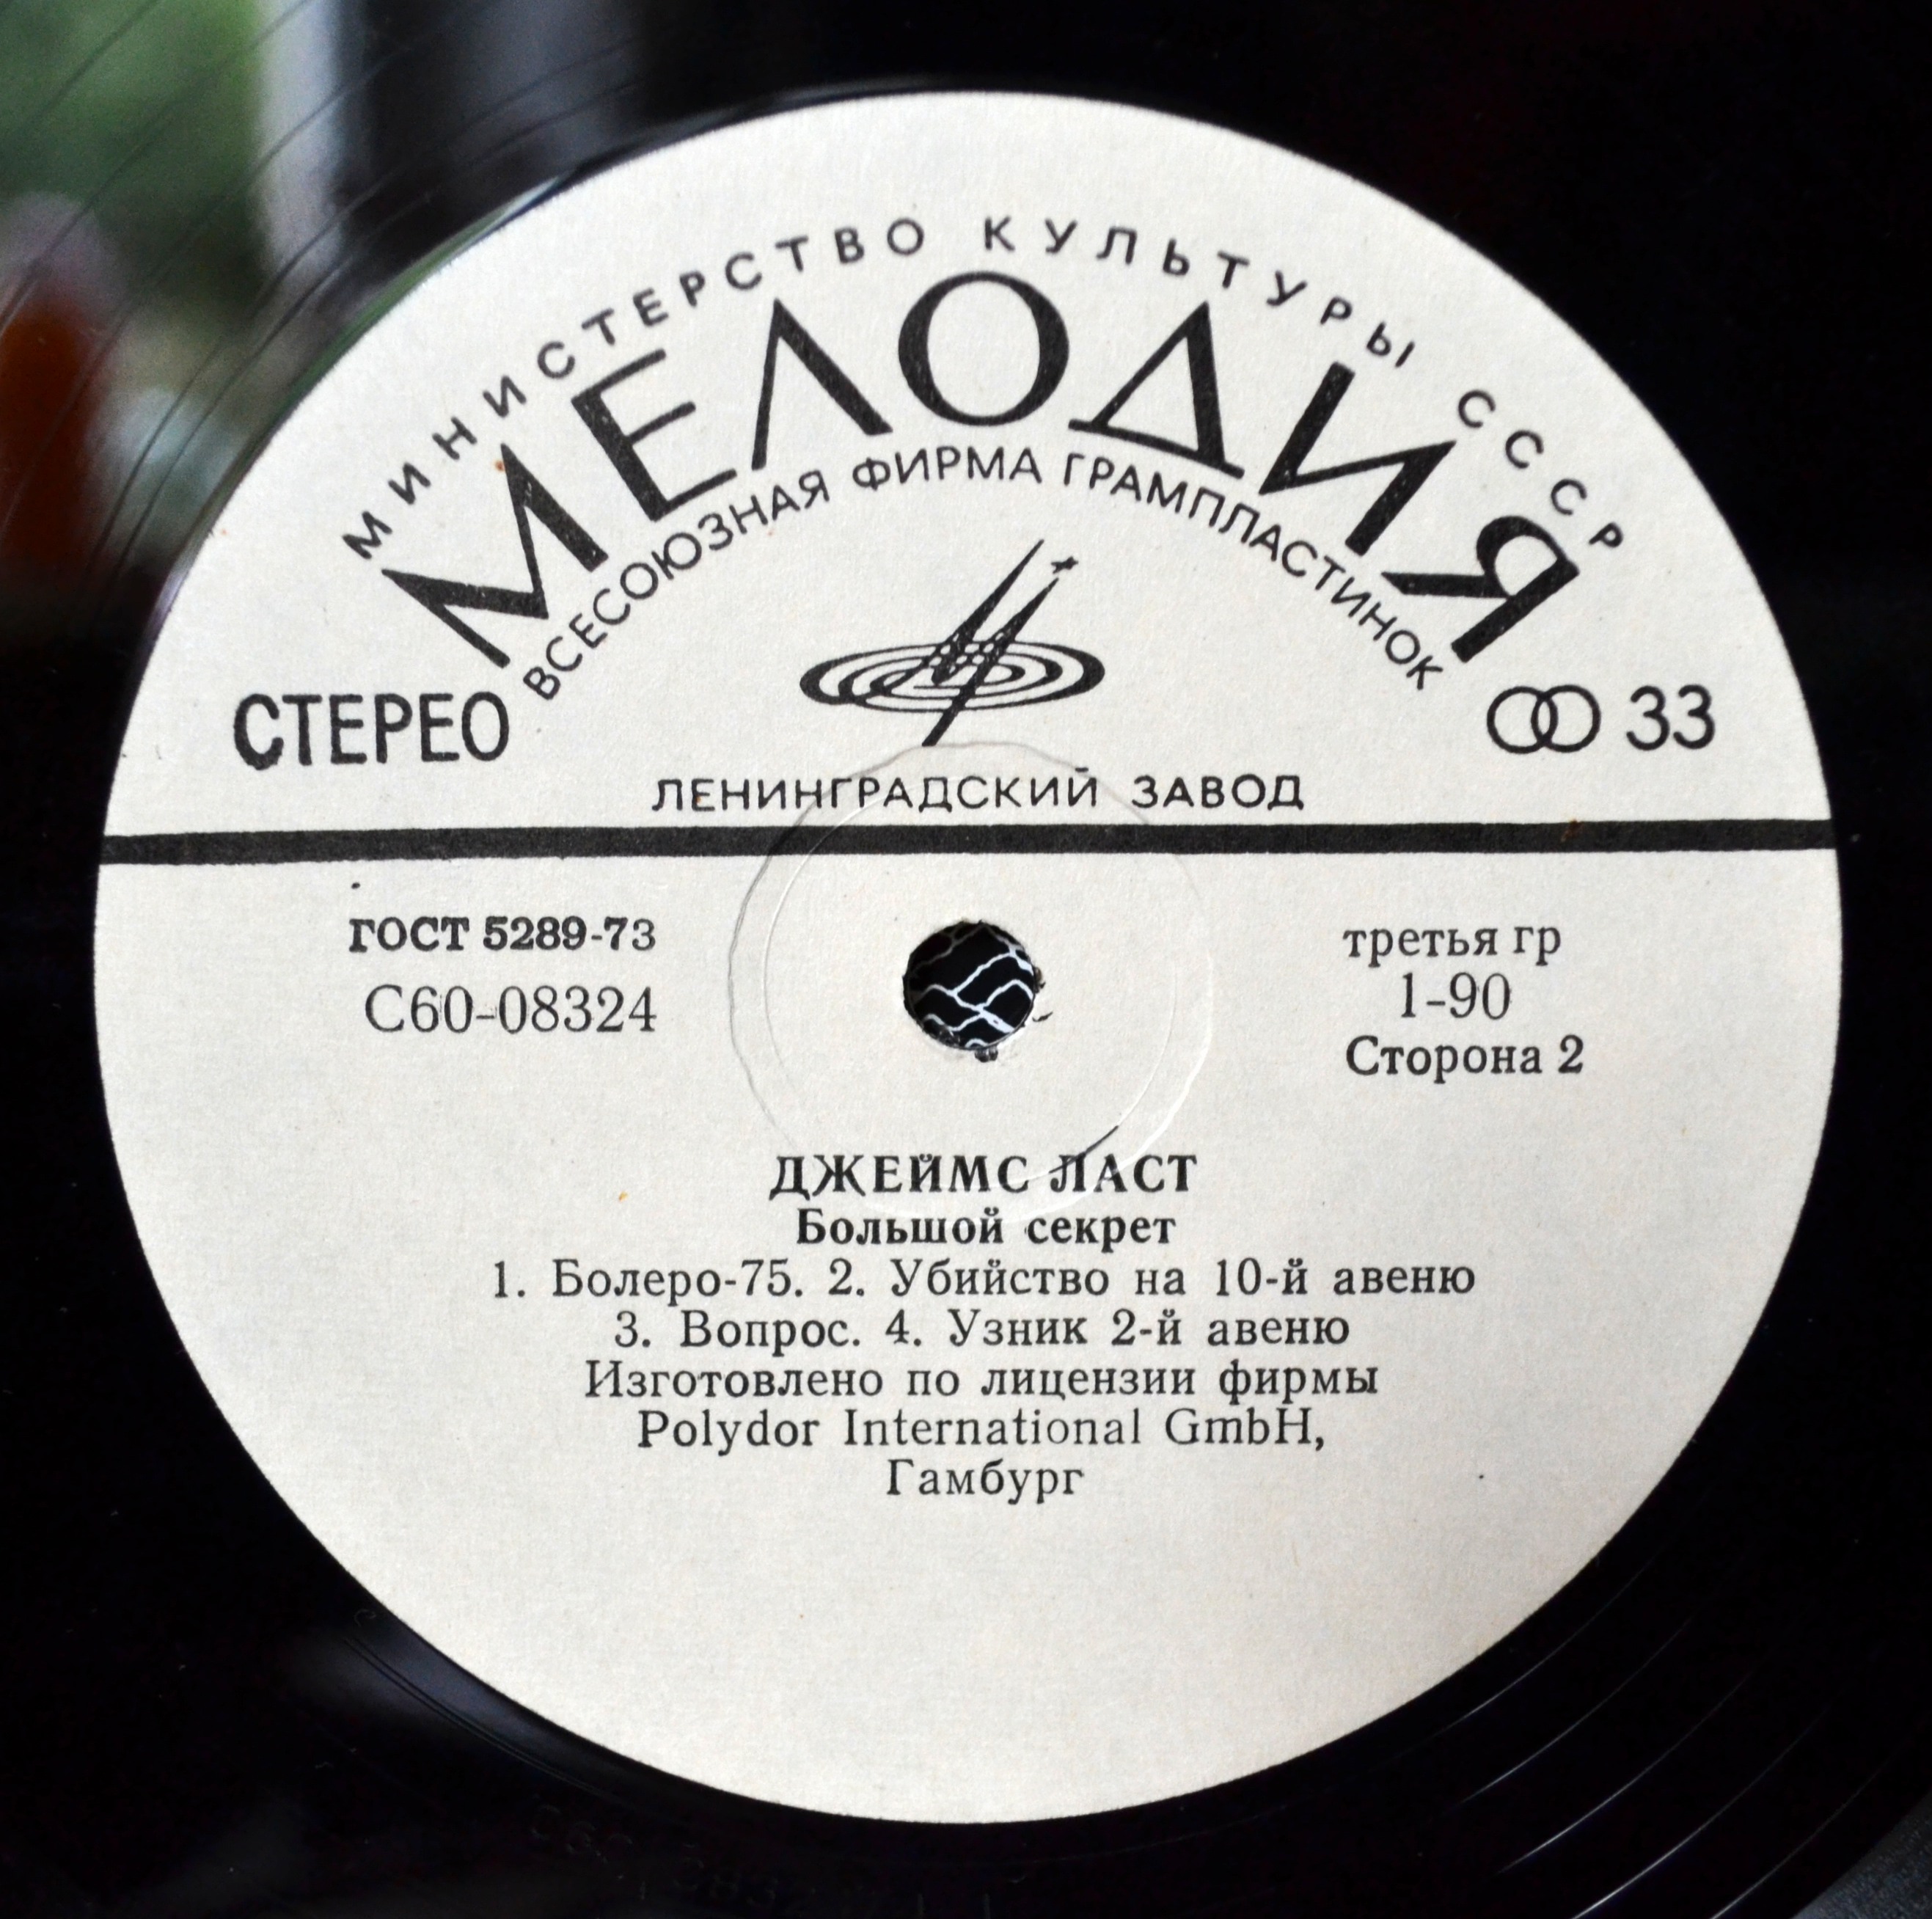 МИНИСТЕРСТВО КУЛЬТУРЫ СССР
МЕЛОДИЯ
ВСЕСОЮЗНАЯ ФИРМА ГРАМПЛАСТИНОК
СТЕРЕО
33
ЛЕНИНГРАДСКИЙ ЗАВОД
ГОСТ 5289-73
С60-08324
третья гр
1-90
Сторона 2
ДЖЕЙМС ЛАСТ
Большой секрет
1. Болеро-75. 2. Убийство на 10-й авеню
3. Вопрос. 4. Узник 2-й авеню
Изготовлено по лицензии фирмы
Polydor International GmbH,
Гамбург